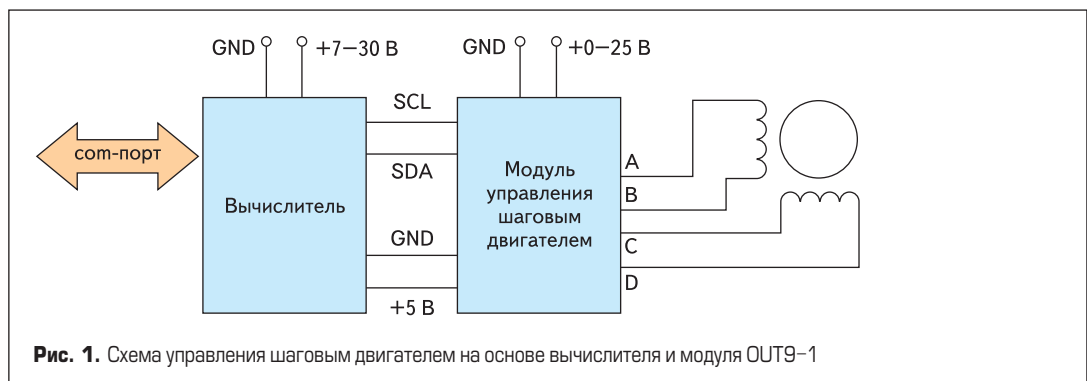 GND
+7–30 В
GND
+0–25 В
com-порт
Вычислитель
SCL
SDA
GND
+5 В
Модуль
управления
шаговым
двигателем
A
B
C
D
Рис. 1. Схема управления шаговым двигателем на основе вычислителя и модуля OUT9-1